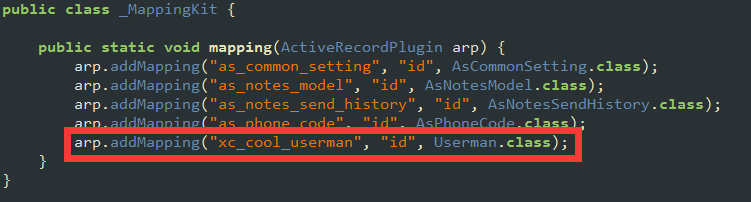 public class _MappingKit {
public static void mapping(ActiveRecordPlugin arp) {
arp.addMapping("as_common_setting", "id", AsCommonSetting.class);
arp.addMapping("as_notes_model", "id", AsNotesModel.class);
arp.addMapping("as_notes_send_history", "id", AsNotesSendHistory.class);
arp.addMapping("as_phone_code", "id", AsPhoneCode.class);
arp.addMapping("xc_cool_userman", "id", Userman.class);
}
}